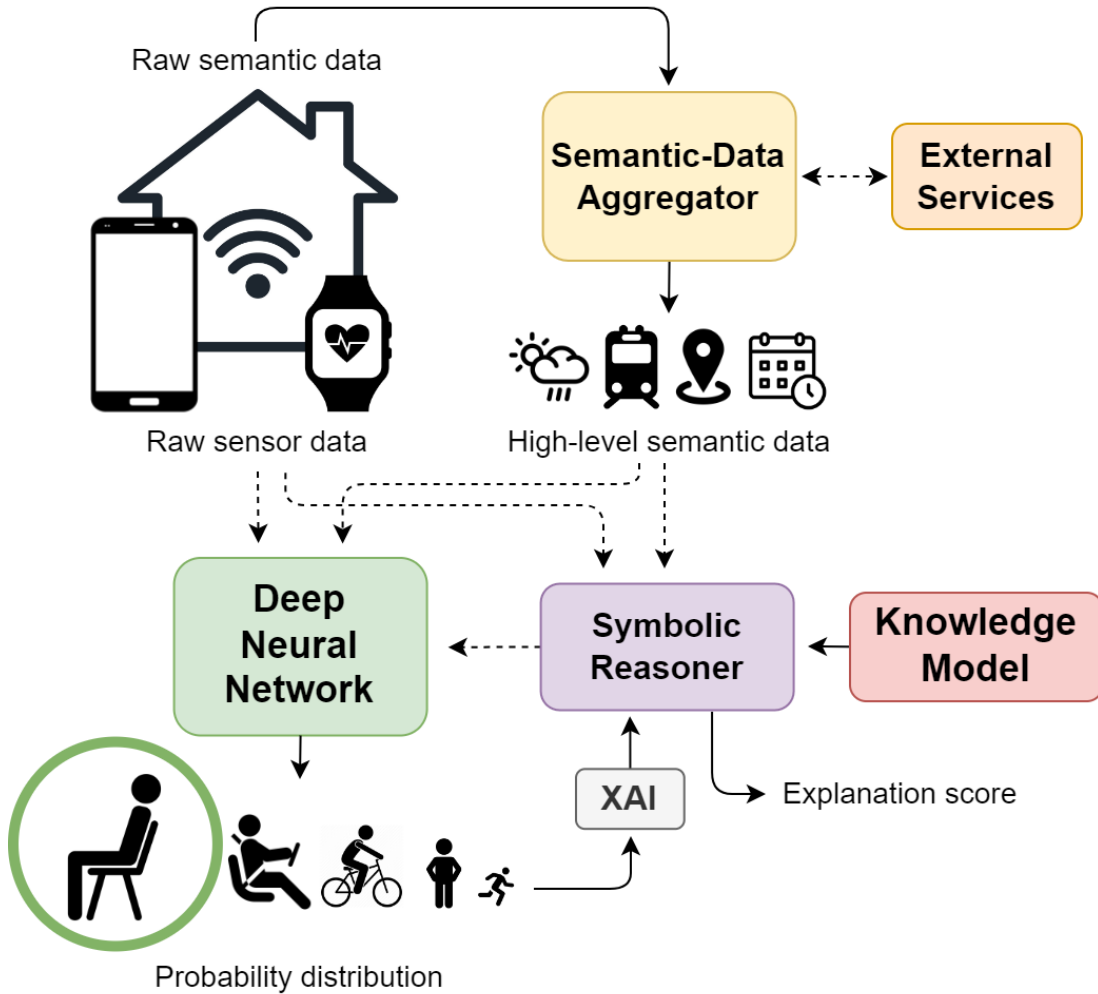 Raw semantic data
Semantic-Data
Aggregator
External
Services
Raw sensor data
High-level semantic data
Deep
Neural
Network
Symbolic
Reasoner
Knowledge
Model
XAI
Explanation score
Probability distribution